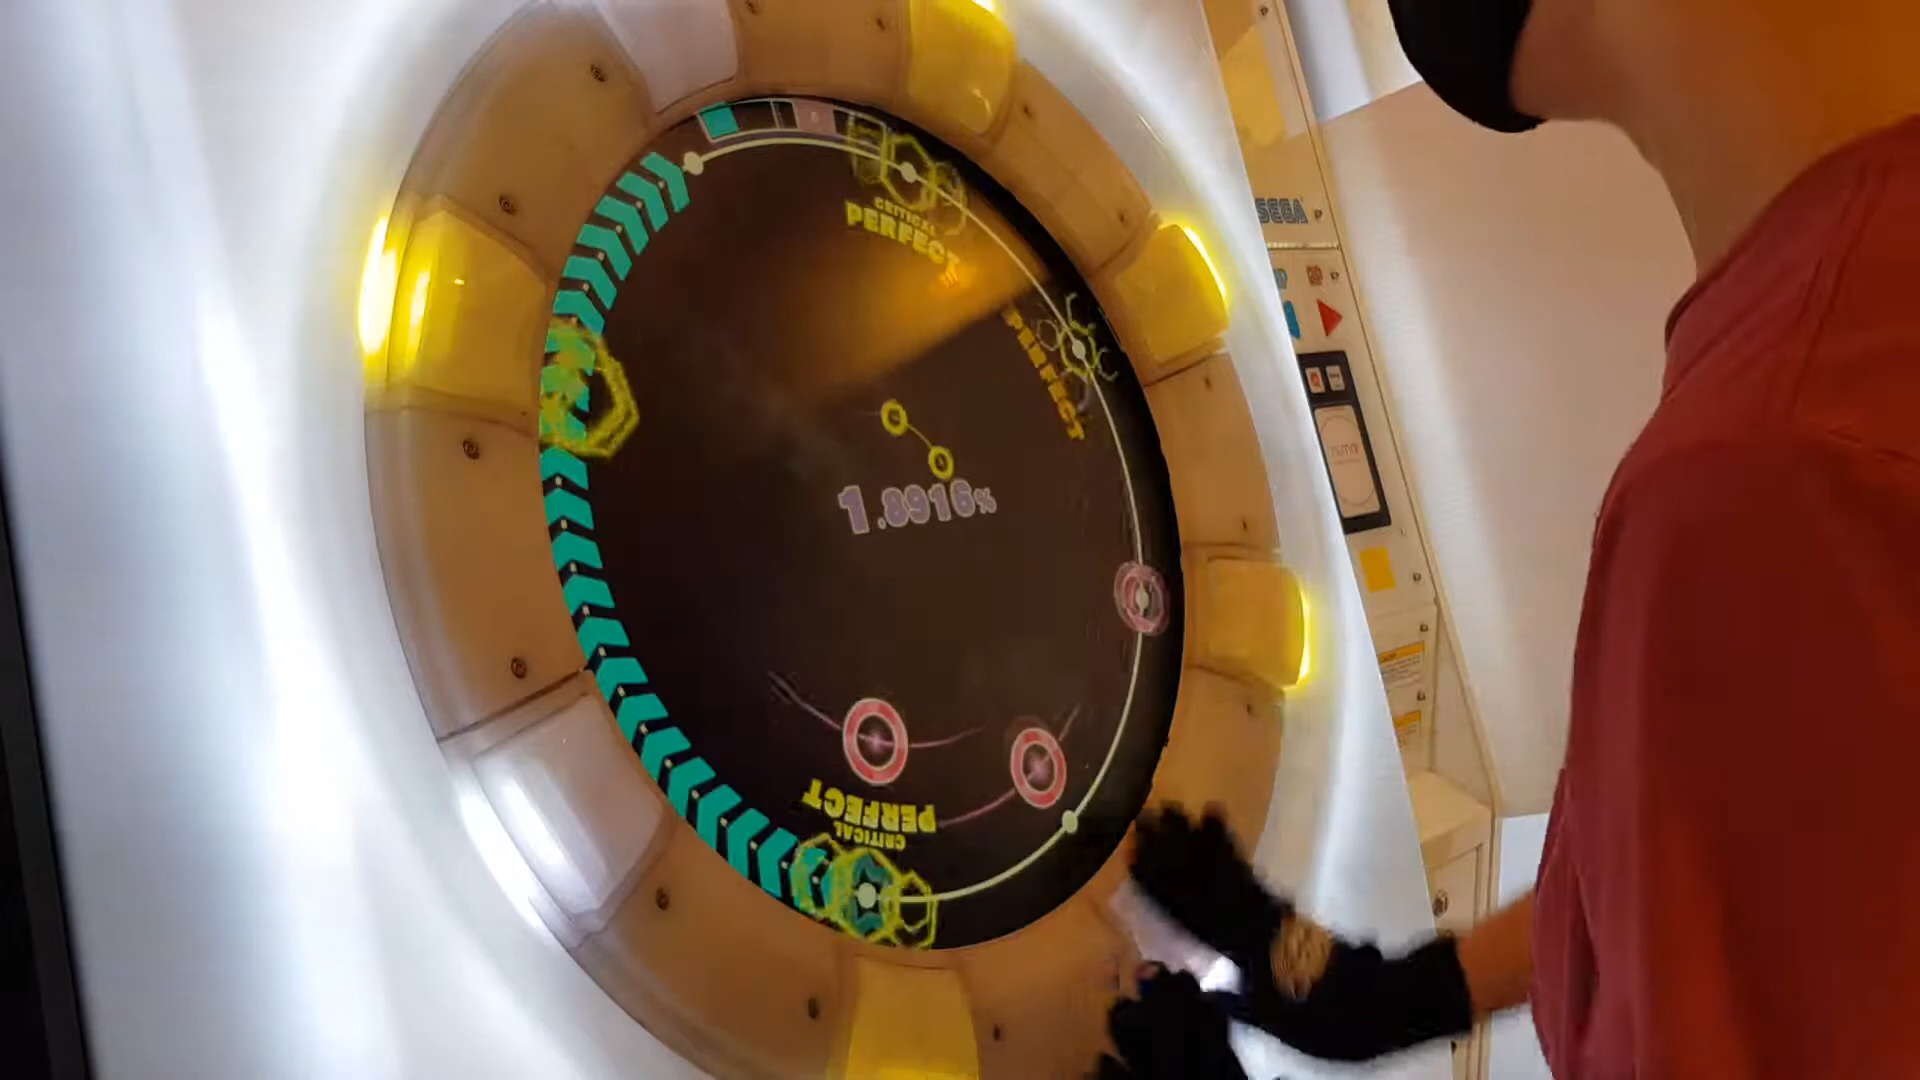 CRITICAL
PERFECT
SEGA
PERFECT
1.8916%
PERFECT
CRITICAL